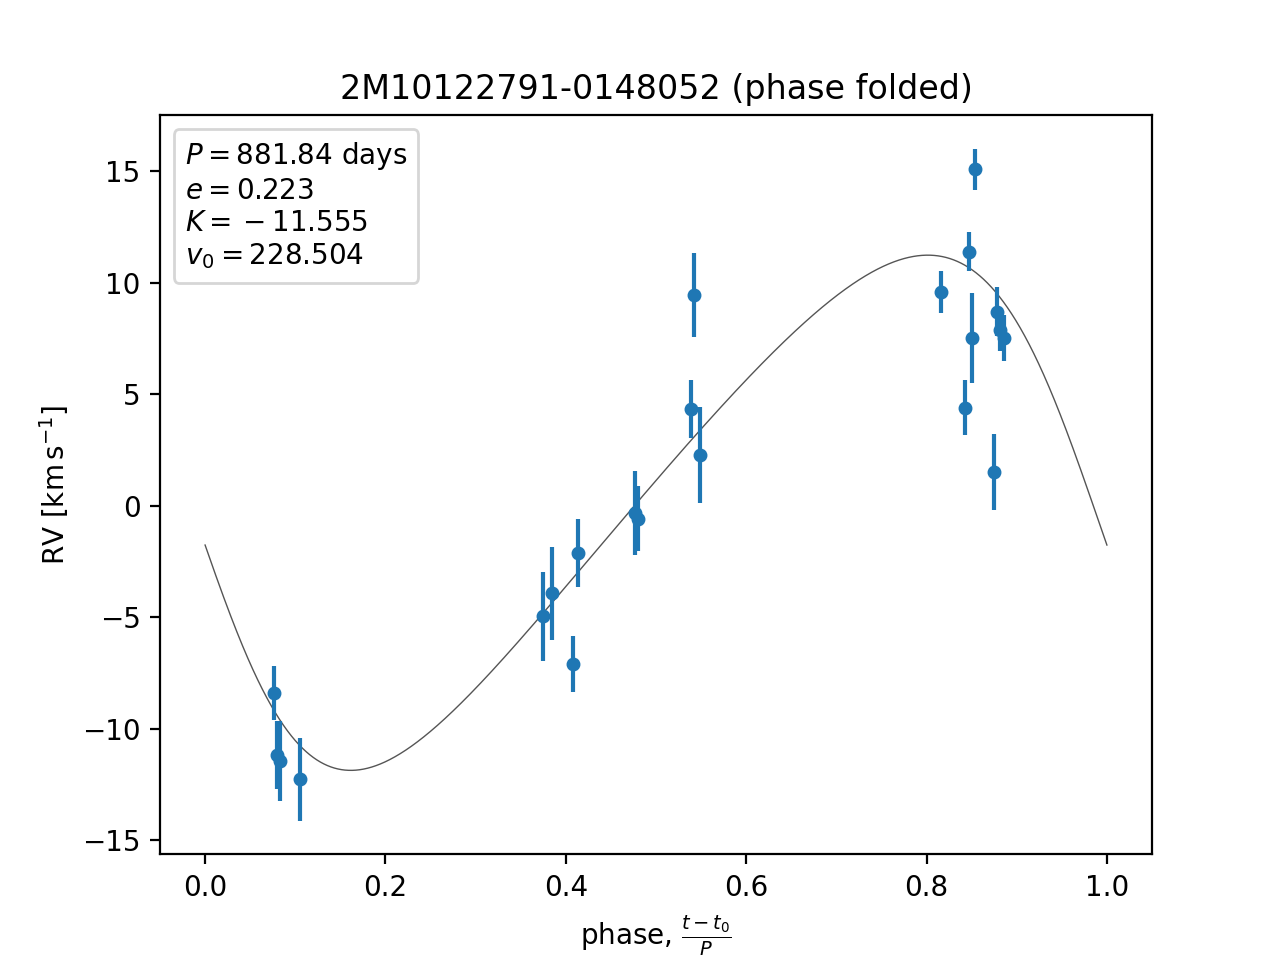 2M10122791-0148052 (phase folded)
P = 881.84 days
e = 0.223
K = −11.555
v₀ = 228.504
RV [km s⁻¹]
15
10
5
0
−5
−10
−15
0.0 0.2 0.4 0.6 0.8 1.0
phase, (t − t₀)/P